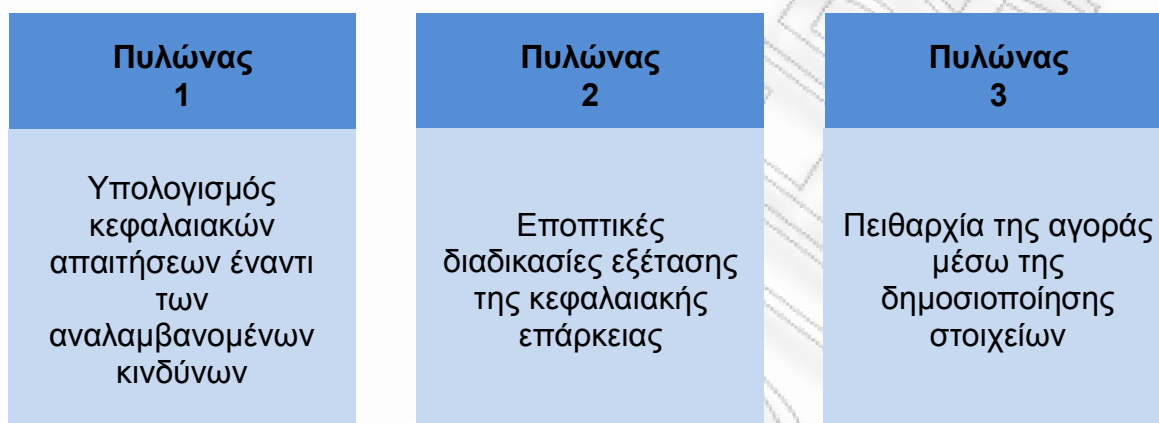 Πυλώνας
1
Υπολογισμός
κεφαλαιακών
απαιτήσεων έναντι
των
αναλαμβανομένων
κινδύνων
Πυλώνας
2
Εποπτικές
διαδικασίες εξέτασης
της κεφαλαιακής
επάρκειας
Πυλώνας
3
Πειθαρχία της αγοράς
μέσω της
δημοσιοποίησης
στοιχείων